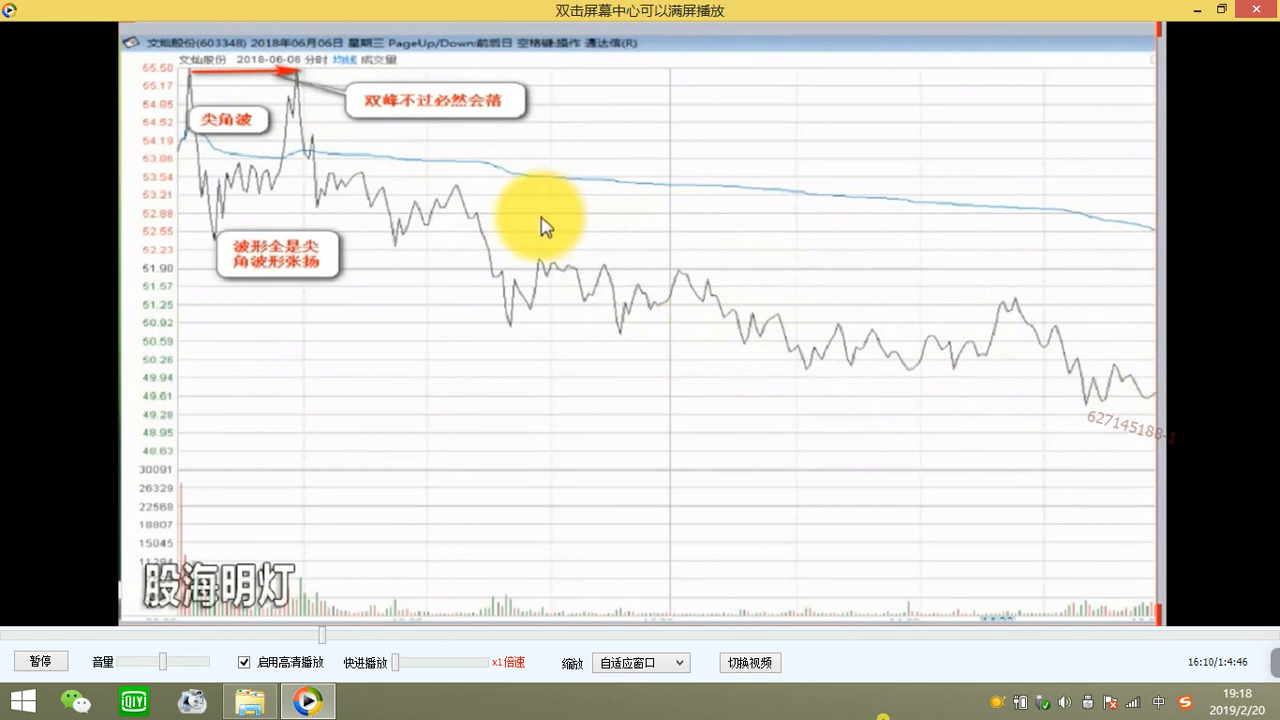 双击屏幕中心可以满屏播放
文灿股份(603348) 2018年06月06日 星期三 PageUp/Down:前后日 空格键:操作 通达信(R)
文灿股份 2018-06-06 分时 均线 成交量
55.50
55.17
54.85
54.52
54.19
53.86
53.54
53.21
52.88
52.55
52.23
51.90
51.57
51.25
50.92
50.59
50.26
49.94
49.61
49.28
48.95
48.63
30091
26329
22568
18807
15045
11284
双峰不过必然会落
尖角波
波形全是尖
角波形张扬
627145188-1
股海明灯
暂停
音量
启用高清播放
快进播放
x1倍速
缩放
自适应窗口
切换视频
16:10/1:4:46
iQIYI
中
19:18
2019/2/20